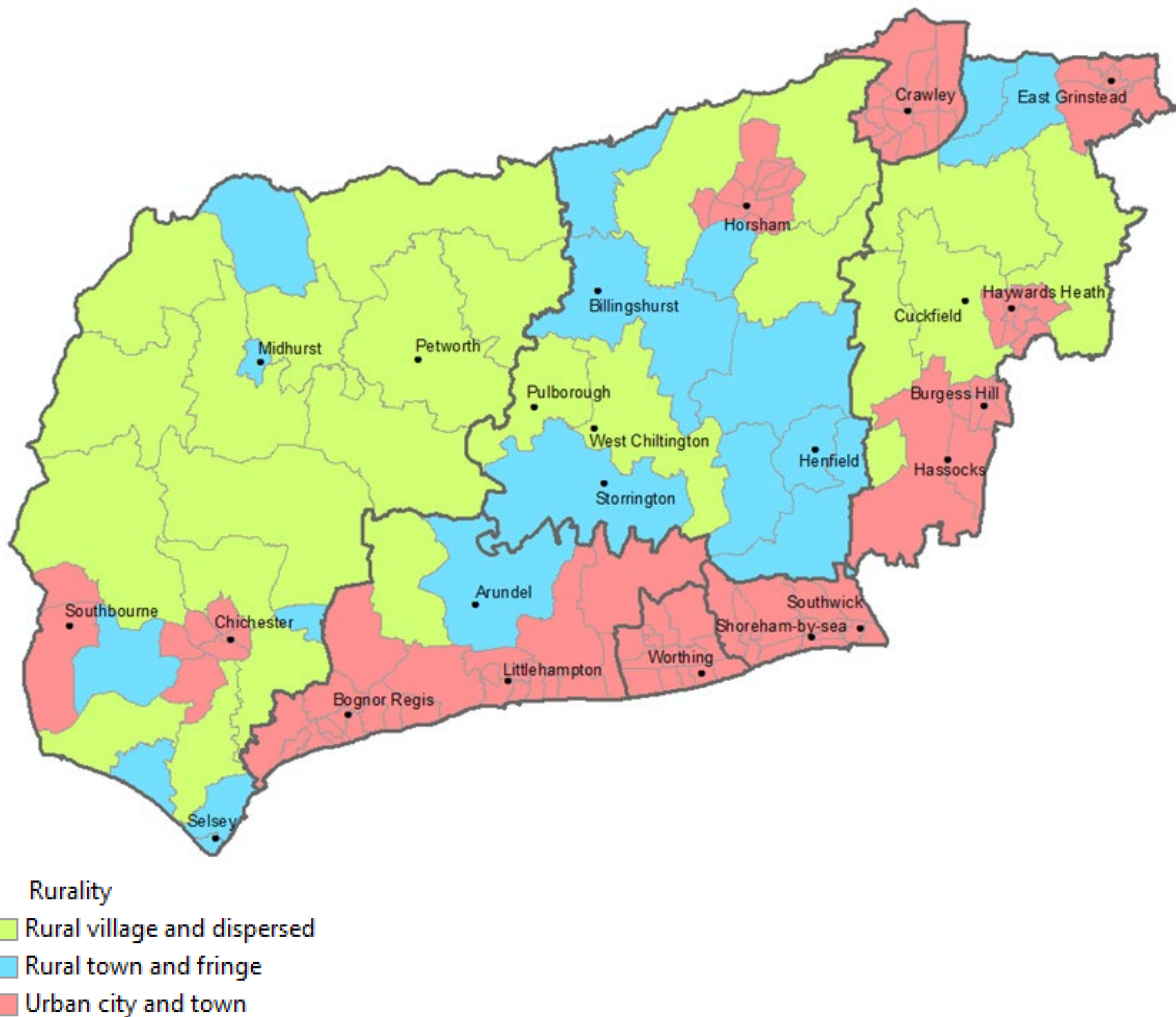 Crawley
East Grinstead
Horsham
Haywards Heath
Billingshurst
Cuckfield
Midhurst
Petworth
Pulborough
Burgess Hill
West Chiltington
Henfield
Hassocks
Storrington
Arundel
Southbourne
Chichester
Southwick
Shoreham-by-sea
Worthing
Littlehampton
Bognor Regis
Selsey
Rurality
Rural village and dispersed
Rural town and fringe
Urban city and town